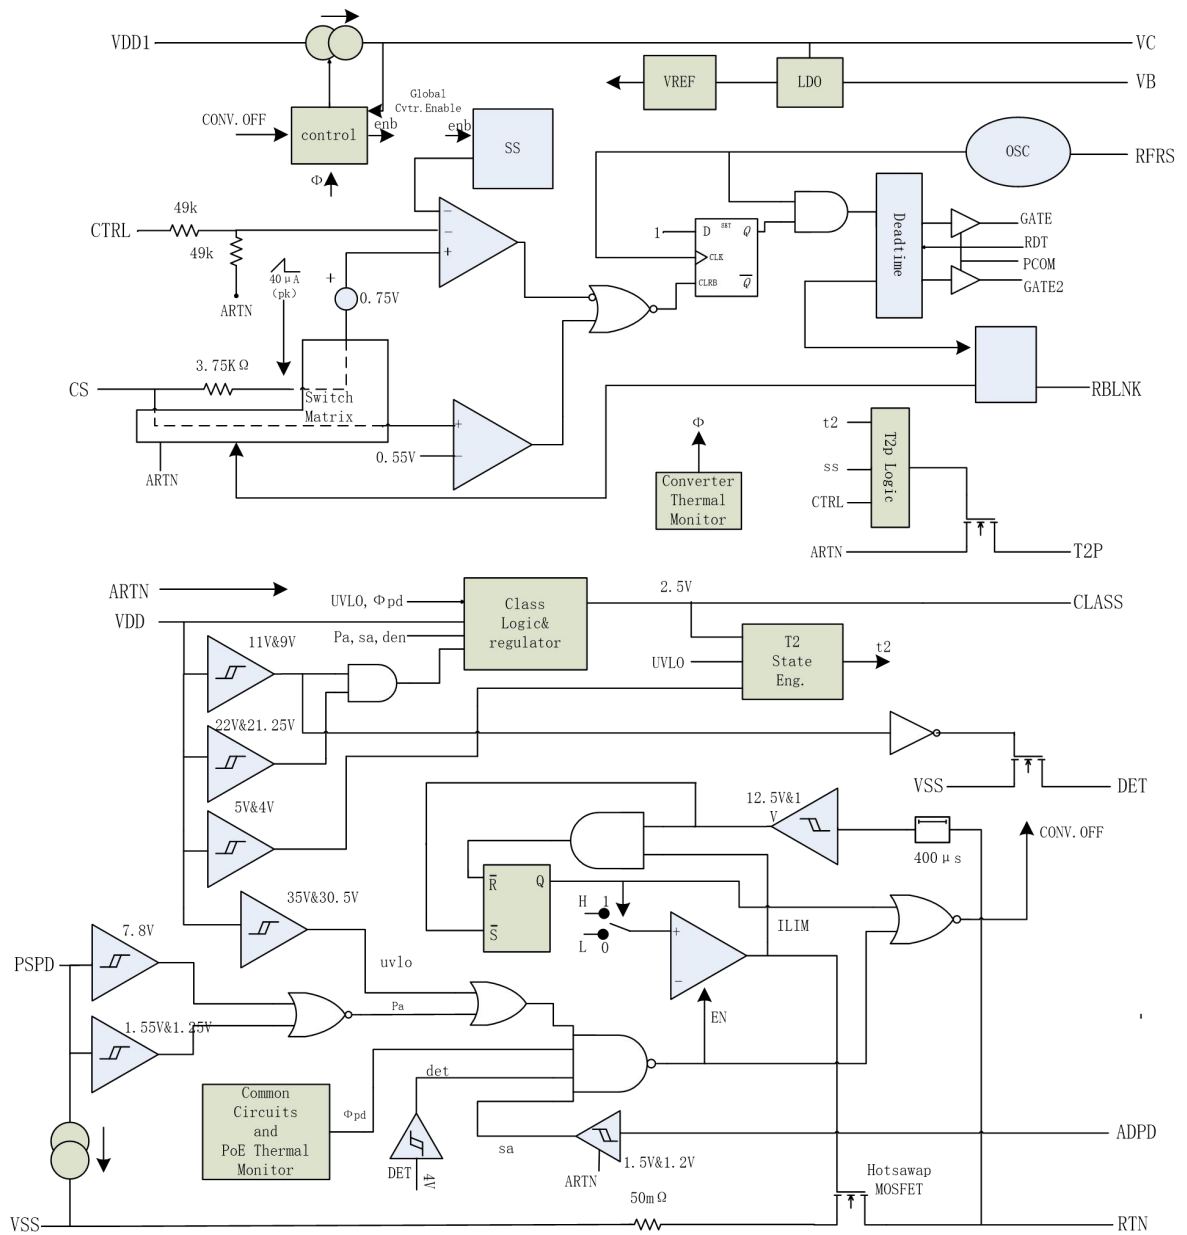 VDD1
VC
VREF
LDO
VB
Global
Cvtr.Enable
CONV.OFF
control
enb
enb
SS
OSC
RFRS
Φ
49k
CTRL
49k
−
−
+
1
D
SET
Q
CLK
CLRB
Q
Deadtime
GATE
RDT
PCOM
GATE2
40μA
(pk)
+
0.75V
ARTN
3.75KΩ
CS
Switch
Matrix
RBLNK
+
−
0.55V
ARTN
Φ
Converter
Thermal
Monitor
t2
ss
CTRL
T2p Logic
ARTN
T2P
ARTN
UVLO,Φpd
Class
Logic&
regulator
2.5V
CLASS
VDD
Pa,sa,den
11V&9V
UVLO
T2
State
Eng.
t2
22V&21.25V
VSS
DET
5V&4V
12.5V&1
V
400μs
CONV.OFF
R
Q
S
H 1
L 0
+
−
ILIM
35V&30.5V
7.8V
PSPD
uvlo
Pa
EN
1.55V&1.25V
det
Common
Circuits
and
PoE Thermal
Monitor
Φpd
DET
4V
sa
ARTN
1.5V&1.2V
ADPD
Hotsawap
MOSFET
50mΩ
VSS
RTN